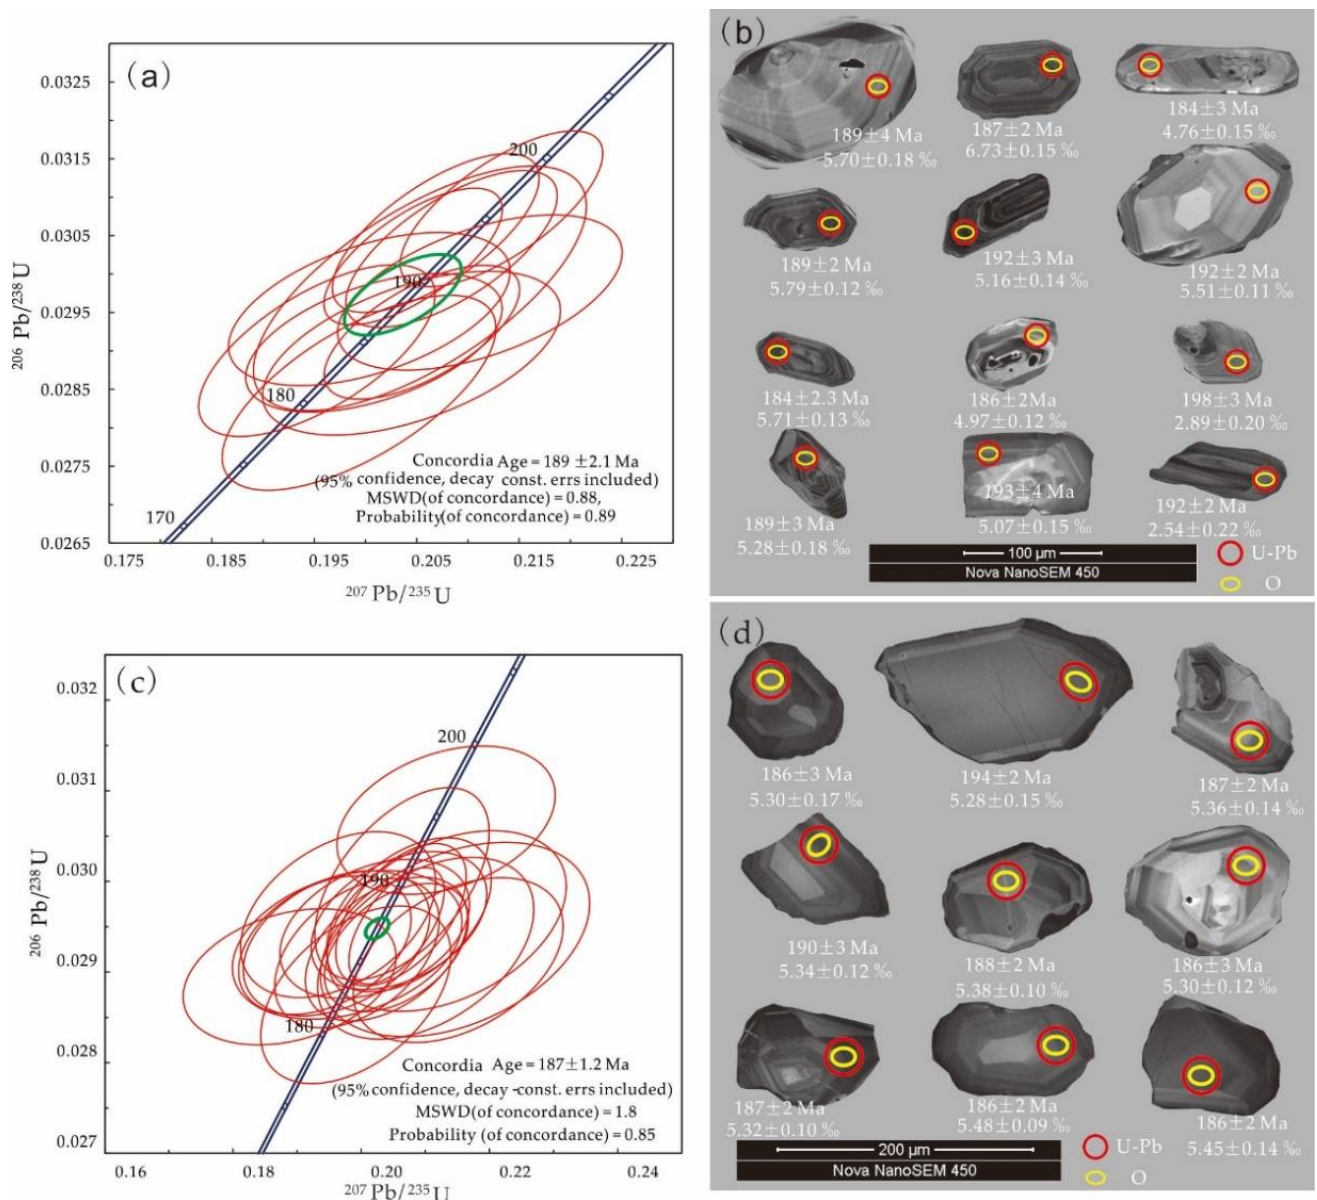 (a)
0.0325
0.0315
0.0305
0.0295
0.0285
0.0275
0.0265
206 Pb/238 U
200
190
180
170
Concordia Age = 189 ±2.1 Ma
(95% confidence, decay const. errs included)
MSWD(of concordance) = 0.88,
Probability(of concordance) = 0.89
0.175 0.185 0.195 0.205 0.215 0.225
207 Pb/235 U
(b)
189±4 Ma
5.70±0.18 ‰
187±2 Ma
6.73±0.15 ‰
184±3 Ma
4.76±0.15 ‰
189±2 Ma
5.79±0.12 ‰
192±3 Ma
5.16±0.14 ‰
192±2 Ma
5.51±0.11 ‰
184±2.3 Ma
5.71±0.13 ‰
186±2Ma
4.97±0.12 ‰
198±3 Ma
2.89±0.20 ‰
189±3 Ma
5.28±0.18 ‰
193±4 Ma
5.07±0.15 ‰
192±2 Ma
2.54±0.22 ‰
100 µm
Nova NanoSEM 450
U-Pb
O
(c)
0.032
0.031
0.030
0.029
0.028
0.027
206 Pb/238 U
200
190
180
Concordia Age = 187±1.2 Ma
(95% confidence, decay -const. errs included)
MSWD(of concordance) = 1.8
Probability (of concordance) = 0.85
0.16 0.18 0.20 0.22 0.24
207 Pb/235 U
(d)
186±3 Ma
5.30±0.17 ‰
194±2 Ma
5.28±0.15 ‰
187±2 Ma
5.36±0.14 ‰
190±3 Ma
5.34±0.12 ‰
188±2 Ma
5.38±0.10 ‰
186±3 Ma
5.30±0.12 ‰
187±2 Ma
5.32±0.10 ‰
186±2 Ma
5.48±0.09 ‰
186±2 Ma
5.45±0.14 ‰
200 µm
Nova NanoSEM 450
U-Pb
O